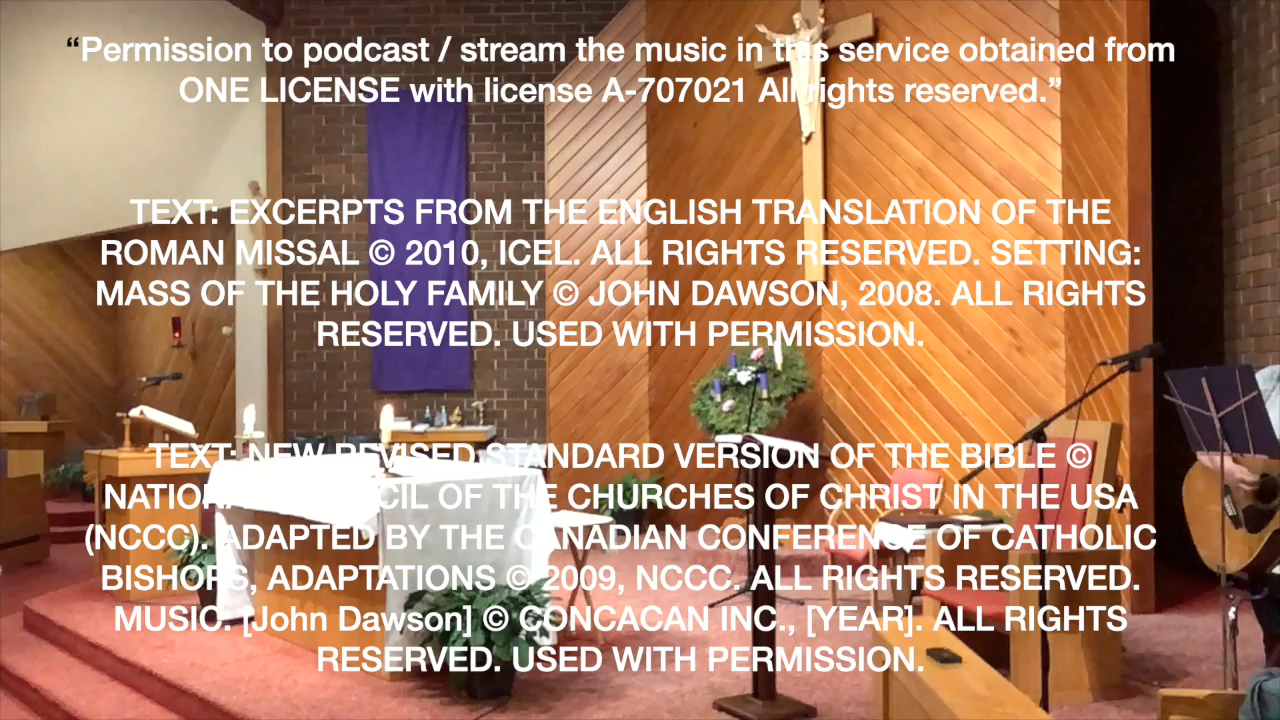 “Permission to podcast / stream the music in this service obtained from
ONE LICENSE with license A-707021 All rights reserved.”
TEXT: EXCERPTS FROM THE ENGLISH TRANSLATION OF THE
ROMAN MISSAL © 2010, ICEL. ALL RIGHTS RESERVED. SETTING:
MASS OF THE HOLY FAMILY © JOHN DAWSON, 2008. ALL RIGHTS
RESERVED. USED WITH PERMISSION.
TEXT: NEW REVISED STANDARD VERSION OF THE BIBLE ©
NATIONAL COUNCIL OF THE CHURCHES OF CHRIST IN THE USA
(NCCC). ADAPTED BY THE CANADIAN CONFERENCE OF CATHOLIC
BISHOPS, ADAPTATIONS © 2009, NCCC. ALL RIGHTS RESERVED.
MUSIC. [John Dawson] © CONCACAN INC., [YEAR]. ALL RIGHTS
RESERVED. USED WITH PERMISSION.